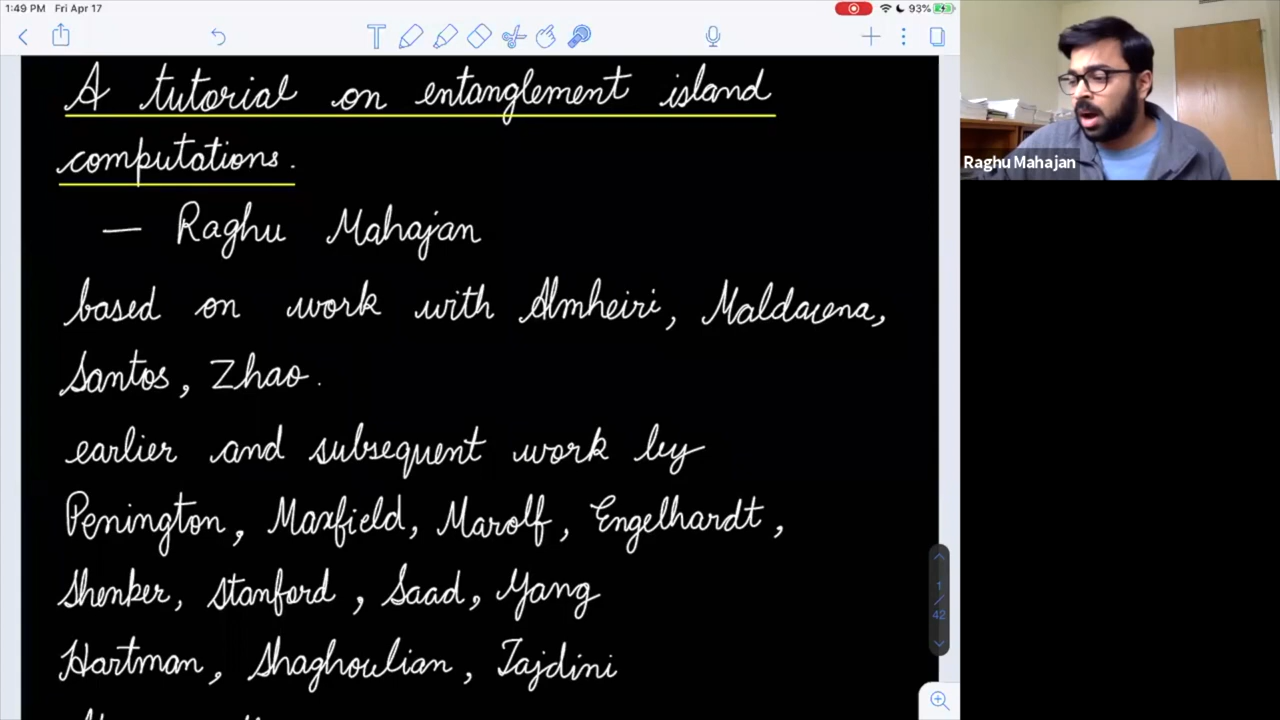 1:49 PM Fri Apr 17
93%
A tutorial on entanglement island
computations.
— Raghu Mahajan
based on work with Almheiri, Maldacena,
Santos, Zhao.
earlier and subsequent work by
Penington, Maxfield, Marolf, Engelhardt,
Shenker, Stanford, Saad, Yang
Hartman, Shaghoulian, Tajdini
1
/
42
Raghu Mahajan